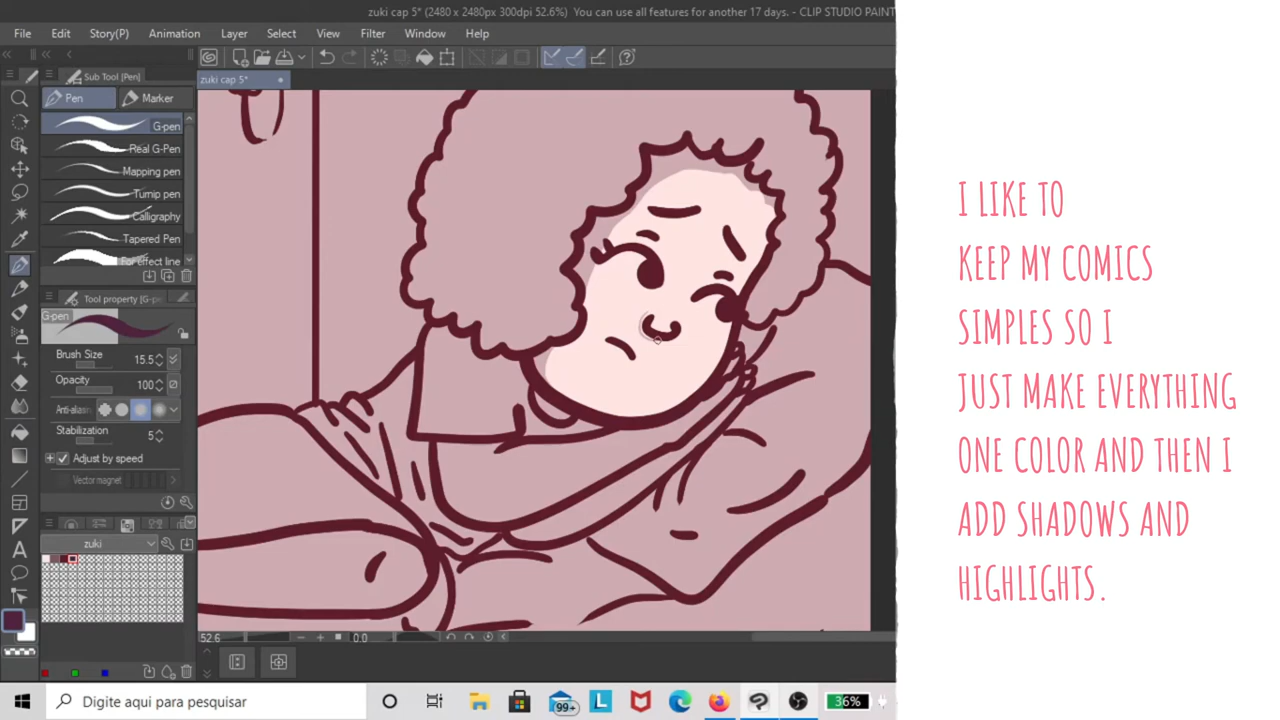 zuki cap 5* (2480 x 2480px 300dpi 52.6%) You can use all features for another 17 days. - CLIP STUDIO PAINT
File Edit Story(P) Animation Layer Select View Filter Window Help
zuki cap 5*
Sub Tool [Pen]
Pen Marker
G-pen
Real G-Pen
Mapping pen
Turnip pen
Calligraphy
Tapered Pen
For effect line
Tool property [G-pe
G-pen
Brush Size 15.5
Opacity 100
Anti-aliasin
Stabilization 5
Adjust by speed
Vector magnet
zuki
52.6 0.0
Digite aqui para pesquisar
99+
L
36%
I LIKE TO
KEEP MY COMICS
SIMPLES SO I
JUST MAKE EVERYTHING
ONE COLOR AND THEN I
ADD SHADOWS AND
HIGHLIGHTS.